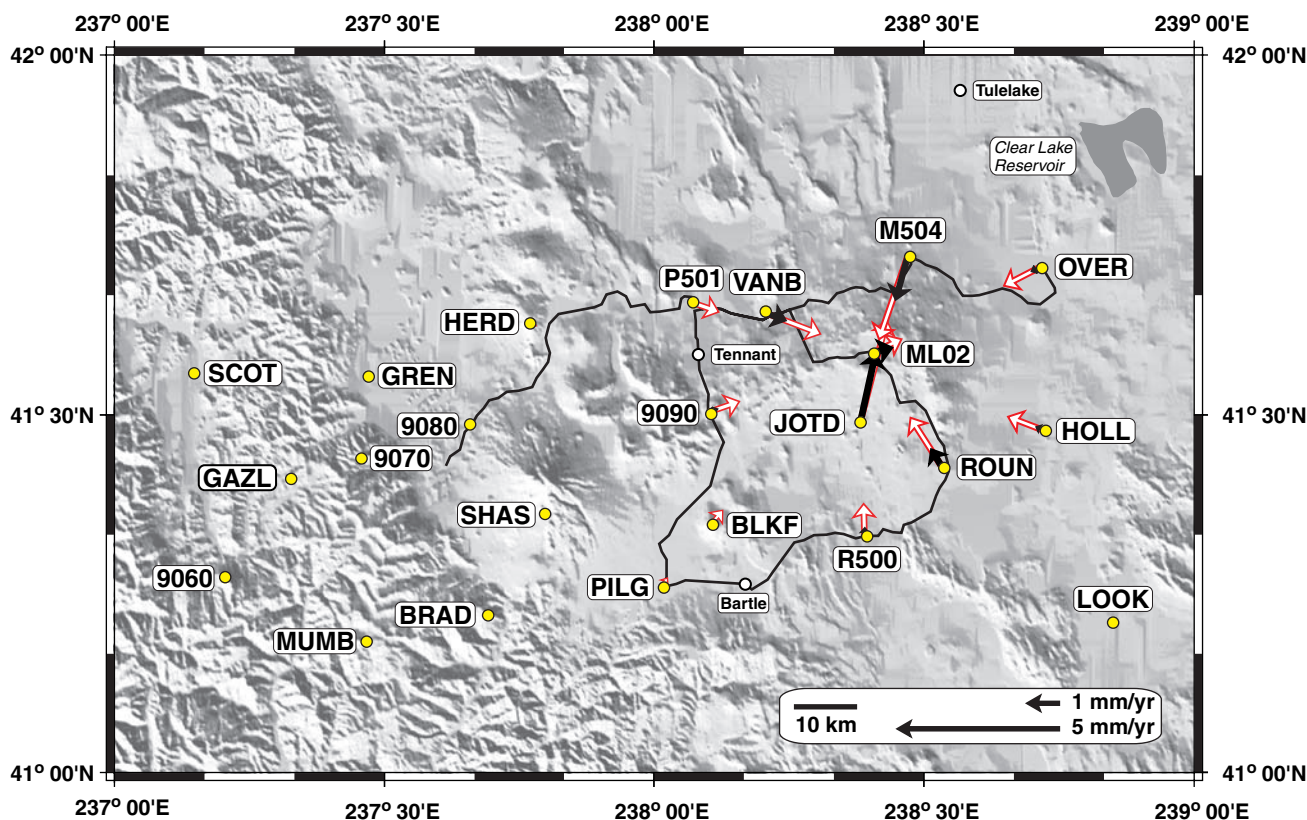 237° 00'E 237° 30'E 238° 00'E 238° 30'E 239° 00'E
42° 00'N 42° 00'N
Tulelake
Clear Lake
Reservoir
M504
OVER
P501 VANB
HERD
ML02
Tennant
SCOT GREN
9090
9080 JOTD HOLL
9070
ROUN
41° 30'N 41° 30'N
GAZL
SHAS BLKF
R500
9060 PILG
Bartle
LOOK
BRAD
MUMB
1 mm/yr
10 km 5 mm/yr
41° 00'N 41° 00'N
237° 00'E 237° 30'E 238° 00'E 238° 30'E 239° 00'E